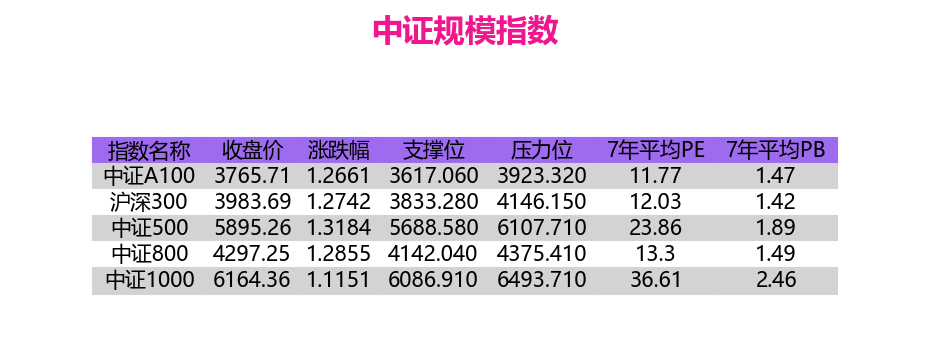 中证规模指数
指数名称 收盘价 涨跌幅 支撑位 压力位 7年平均PE 7年平均PB
中证A100 3765.71 1.2661 3617.060 3923.320 11.77 1.47
沪深300 3983.69 1.2742 3833.280 4146.150 12.03 1.42
中证500 5895.26 1.3184 5688.580 6107.710 23.86 1.89
中证800 4297.25 1.2855 4142.040 4375.410 13.3 1.49
中证1000 6164.36 1.1151 6086.910 6493.710 36.61 2.46